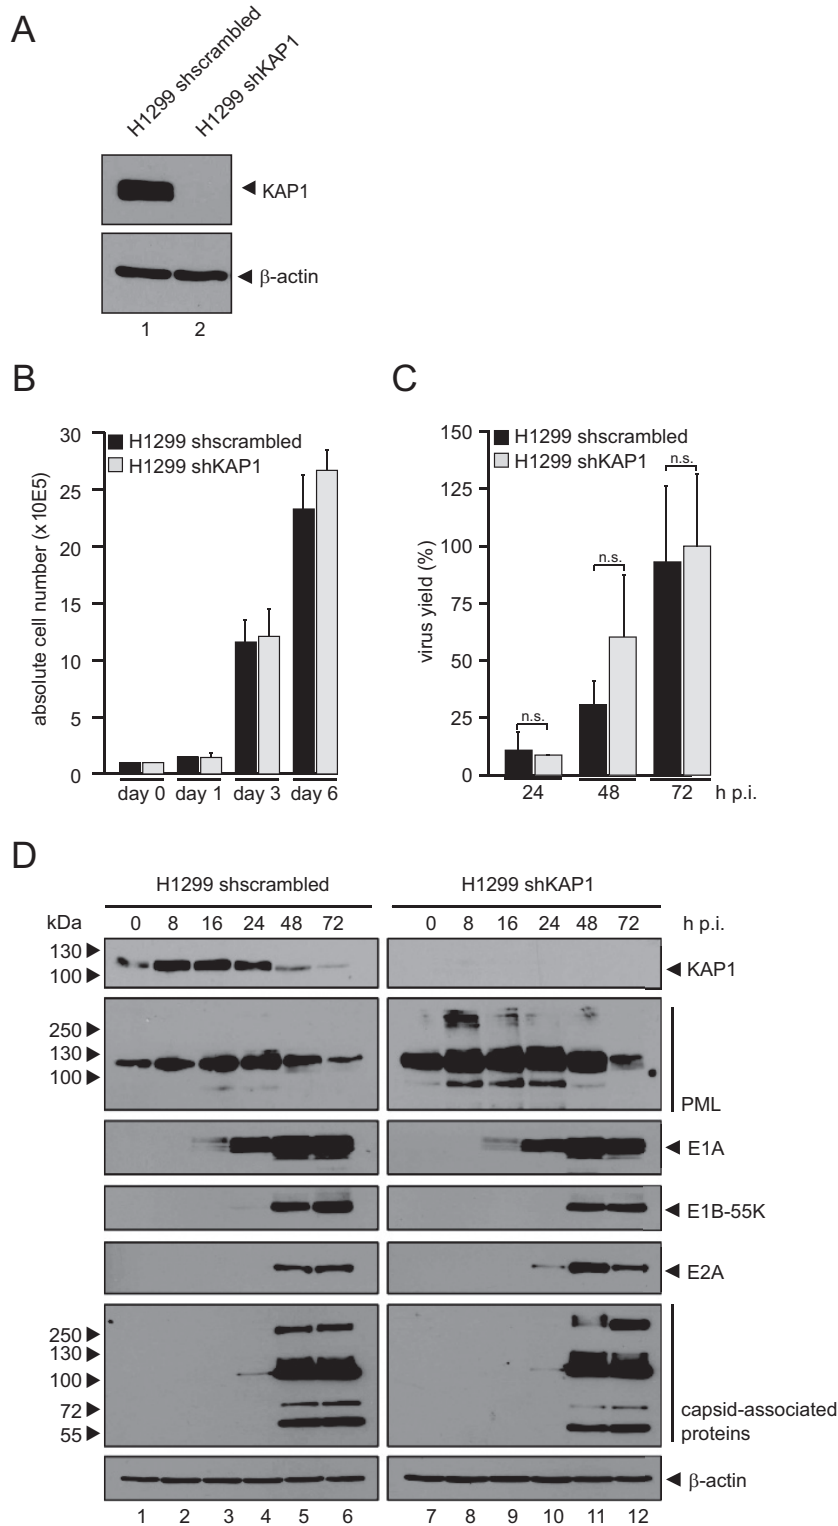 A
H1299 shscrambled
H1299 shKAP1
KAP1
β-actin
1 2
B
absolute cell number (x10E5)
30
25
20
15
10
5
0
H1299 shscrambled
H1299 shKAP1
day 0 day 1 day 3 day 6
C
virus yield (%)
150
125
100
75
50
25
0
H1299 shscrambled
H1299 shKAP1
n.s.
n.s.
n.s.
24 48 72 h p.i.
D
H1299 shscrambled H1299 shKAP1
kDa 0 8 16 24 48 72 0 8 16 24 48 72 h p.i.
130
100
KAP1
250
130
100
PML
E1A
E1B-55K
E2A
250
130
100
72
55
capsid-associated
proteins
β-actin
1 2 3 4 5 6 7 8 9 10 11 12